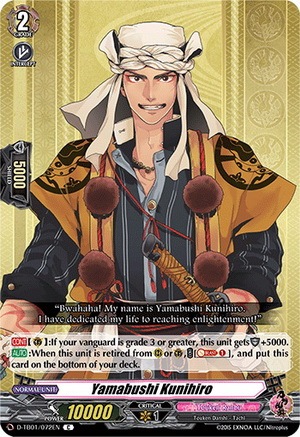 2
INTERCEPT
5000
SHIELD
"Bwahaha! My name is Yamabushi Kunihiro.
I have dedicated my life to reaching enlightenment!"
CONT [ ]:If your vanguard is grade 3 or greater, this unit gets +5000.
AUTO:When this unit is retired from , [ 1 ], and put this
card on the bottom of your deck.
NORMAL UNIT
Yamabushi Kunihiro
POWER
10000
CRITICAL
1
Touken Danshi - Tachi
D-TB01/072EN C
©2015 EXNOA LLC/Nitroplus